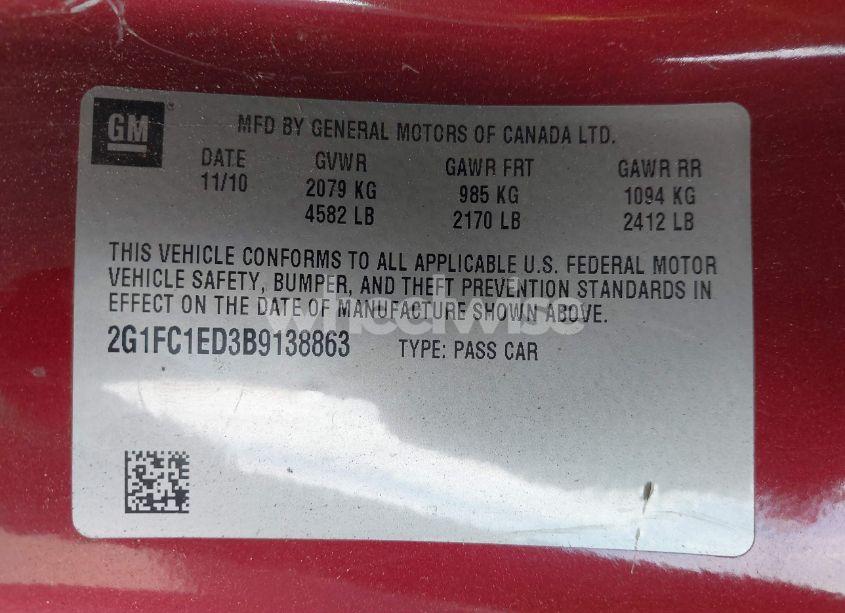 GM
MFD BY GENERAL MOTORS OF CANADA LTD.
DATE GVWR GAWR FRT GAWR RR
11/10 2079 KG 985 KG 1094 KG
4582 LB 2170 LB 2412 LB
THIS VEHICLE CONFORMS TO ALL APPLICABLE U.S. FEDERAL MOTOR
VEHICLE SAFETY, BUMPER, AND THEFT PREVENTION STANDARDS IN
EFFECT ON THE DATE OF MANUFACTURE SHOWN ABOVE.
wheelwise
2G1FC1ED3B9138863 TYPE: PASS CAR